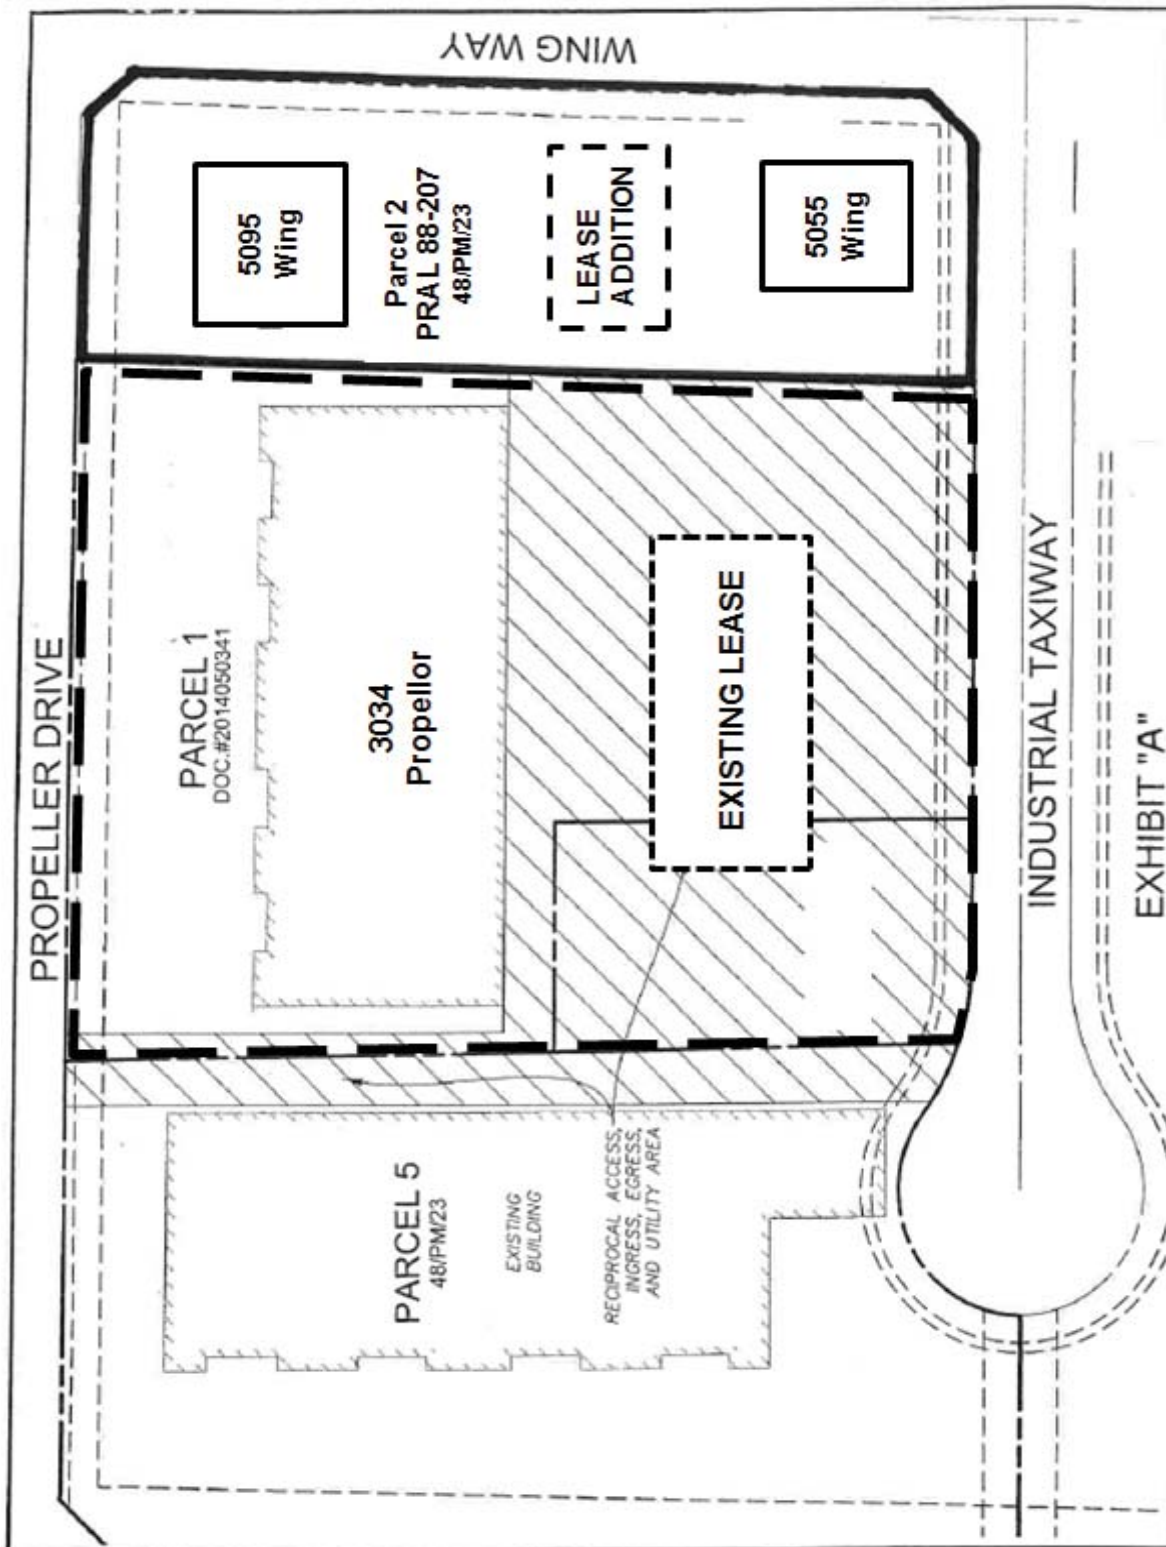 WING WAY
5095
Wing
Parcel 2
PRAL 88-207
48/PM/23
LEASE
ADDITION
5055
Wing
PROPELLER DRIVE
PARCEL 1
DOC.#2014050341
3034
Propellor
EXISTING LEASE
INDUSTRIAL TAXIWAY
EXHIBIT "A"
PARCEL 5
48/PM/23
EXISTING
BUILDING
RECIPROCAL ACCESS,
INGRESS, EGRESS,
AND UTILITY AREA